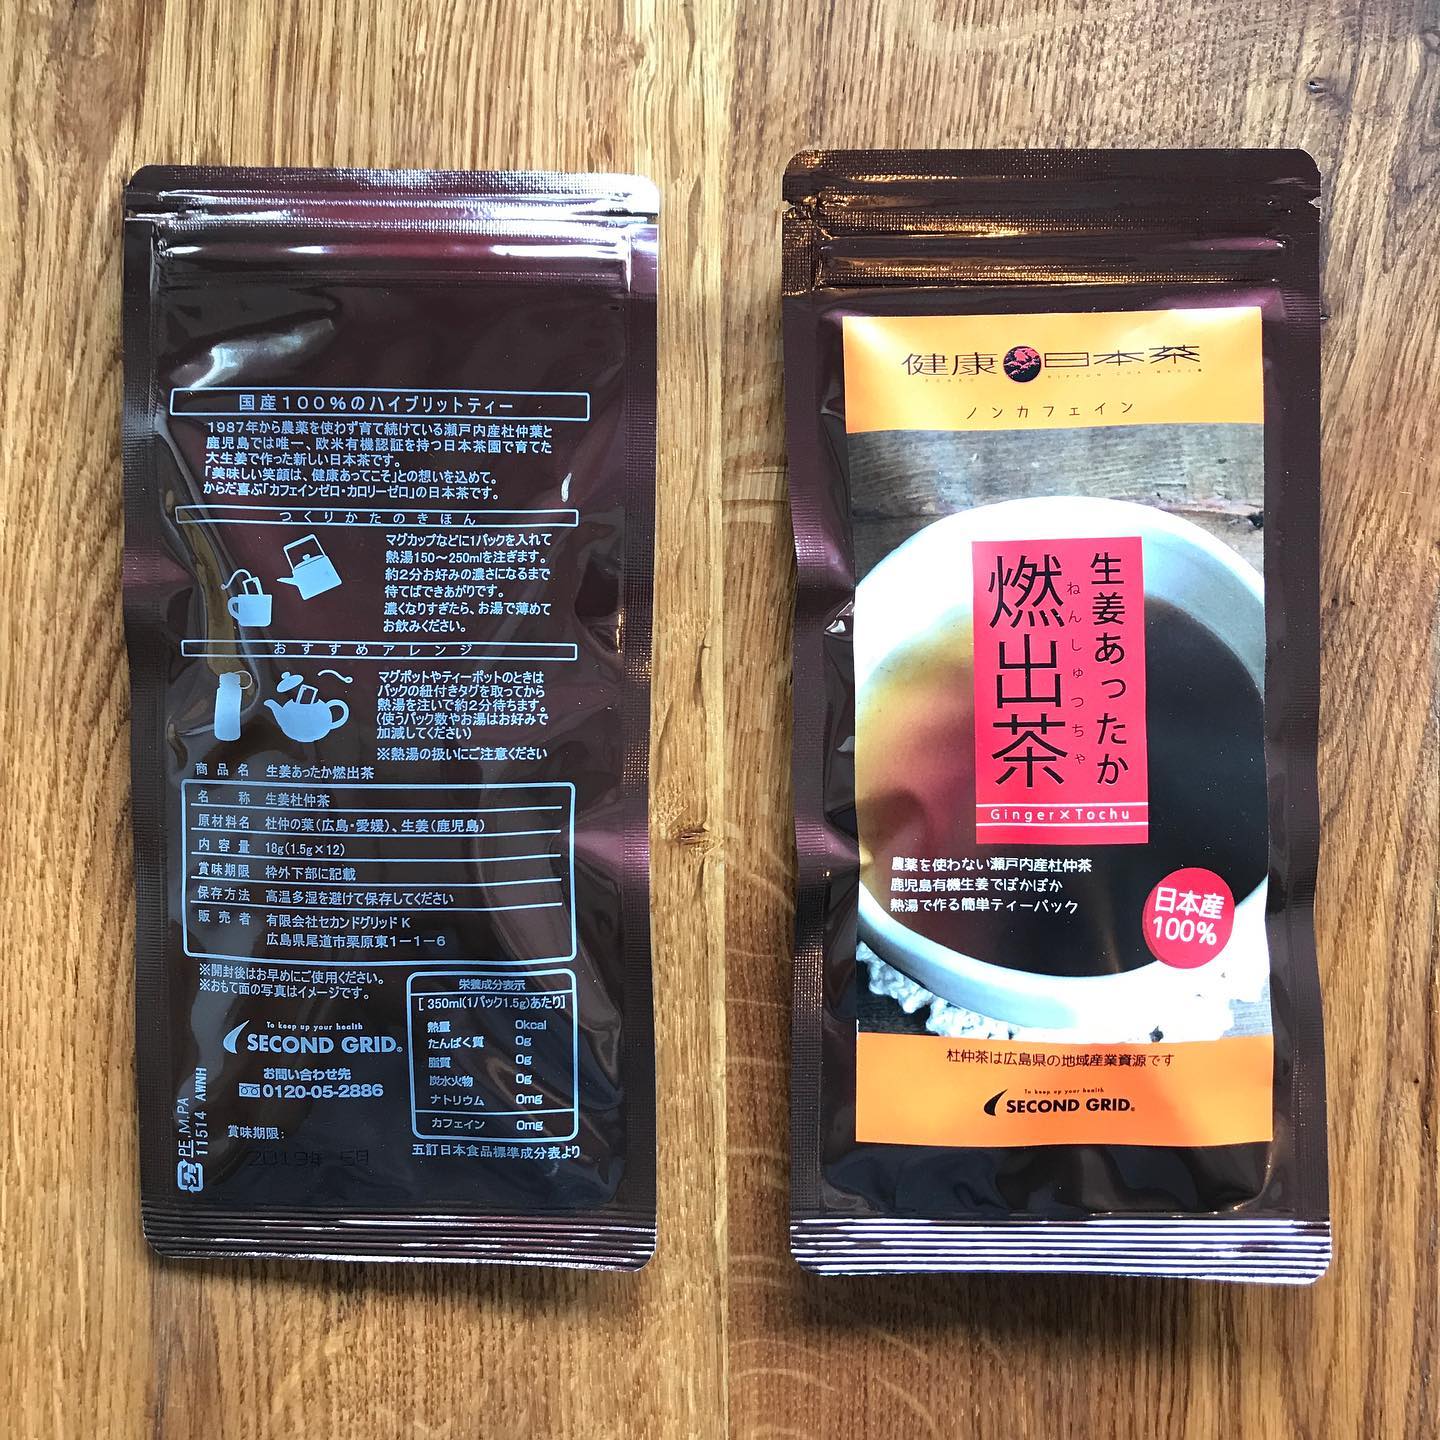 国産100%のハイブリットティー
1987年から農薬を使わず育て続けている瀬戸内産杜仲葉と
鹿児島では唯一、欧米有機認証を持つ日本茶園で育てた
大生姜で作った新しい日本茶です。
「美味しい笑顔は、健康あってこそ」との想いを込めて。
からだ喜ぶ「カフェインゼロ・カロリーゼロ」の日本茶です。
つくりかたのきほん
マグカップなどに1パックを入れて
熱湯150〜250mlを注ぎます。
約2分お好みの濃さになるまで
待てばできあがりです。
濃くなりすぎたら、お湯で薄めて
お飲みください。
おすすめアレンジ
マグポットやティーポットのときは
パックの紐付きタグを取ってから
熱湯を注いで約2分待ちます。
(使うパック数やお湯はお好みで
加減してください)
※熱湯の扱いにご注意ください
商品名 生姜あったか燃出茶
名称 生姜杜仲茶
原材料名 杜仲の葉(広島・愛媛)、生姜(鹿児島)
内容量 18g(1.5g×12)
賞味期限 枠外下部に記載
保存方法 高温多湿を避けて保存してください
販売者 有限会社セカンドグリッド K
広島県尾道市栗原東1-1-6
※開封後はお早めにご使用ください。
※おもて面の写真はイメージです。
To keep up your health
SECOND GRID®
お問い合わせ先
0120-05-2886
PE,M,PA
11514 AWNH
賞味期限:
2019年 5月
栄養成分表示
[ 350ml(1パック1.5g)あたり]
熱量 0kcal
たんぱく質 0g
脂質 0g
炭水火物 0g
ナトリウム 0mg
カフェイン 0mg
五訂日本食品標準成分表より
健康日本茶
ノンカフェイン
生姜あったか
燃出茶
ねんしゅつちゃ
Ginger×Tochu
農薬を使わない瀬戸内産杜仲茶
鹿児島有機生姜でぽかぽか
熱湯で作る簡単ティーパック
日本産
100%
杜仲茶は広島県の地域産業資源です
To keep up your health
SECOND GRID®